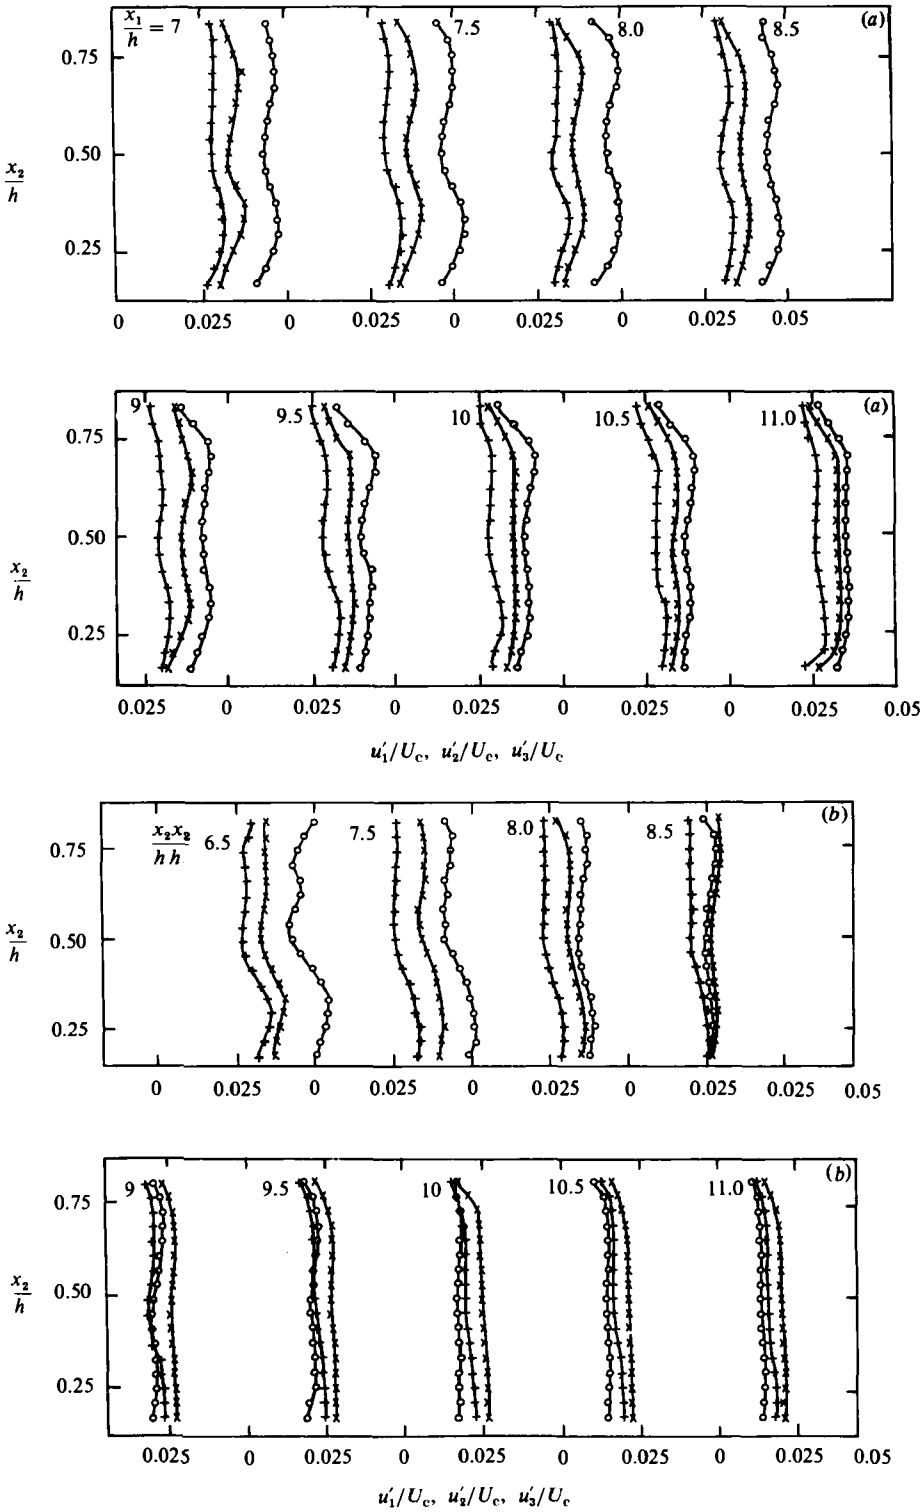 x1/h = 7 7.5 8.0 8.5 (a)
0.75
0.50
x2/h
0.25
0 0.025 0 0.025 0 0.025 0 0.025 0.05
9 9.5 10 10.5 11.0 (a)
0.75
0.50
x2/h
0.25
0.025 0 0.025 0 0.025 0 0.025 0 0.025 0.05
u′1/Uc, u′2/Uc, u′3/Uc
x2x2/h h 6.5 7.5 8.0 8.5 (b)
0.75
x2/h
0.50
0.25
0 0.025 0 0.025 0 0.025 0 0.025 0.05
9 9.5 10 10.5 11.0 (b)
0.75
x2/h
0.50
0.25
0.025 0 0.025 0 0.025 0 0.025 0 0.025 0.05
u′1/Uc, u′2/Uc, u′3/Uc